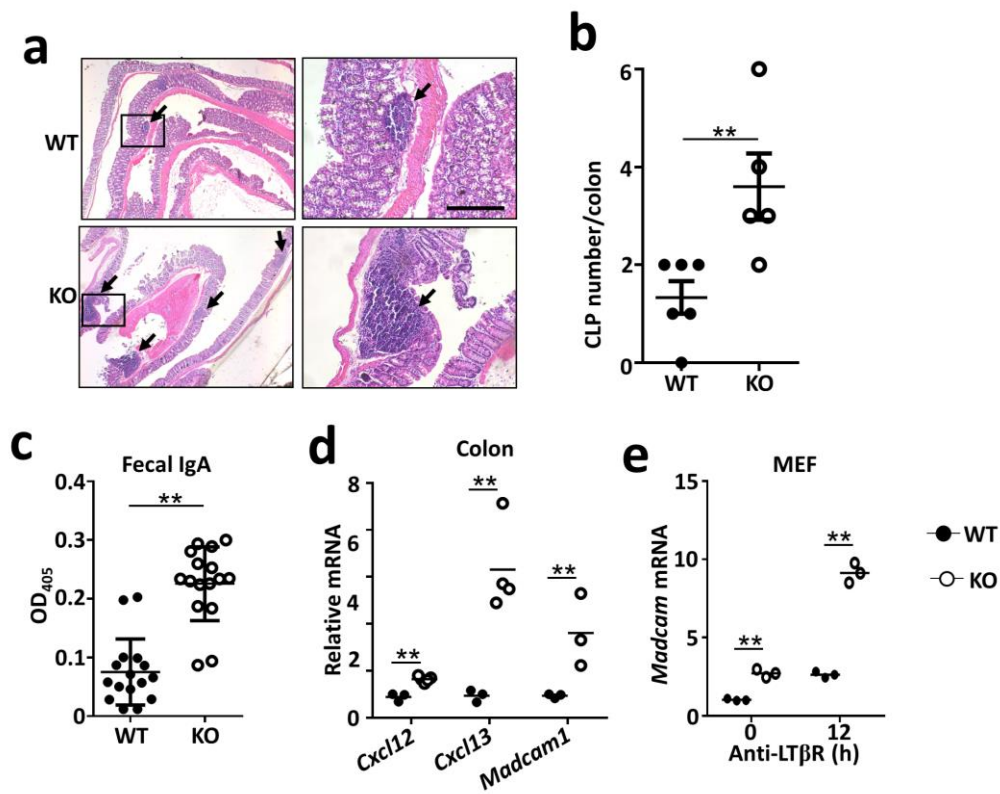 a
WT
KO
b
CLP number/colon
6
4
2
0
**
WT
KO
c
Fecal IgA
OD405
0.4
0.3
0.2
0.1
0
**
WT
KO
d
Colon
Relative mRNA
8
6
4
2
0
**
**
**
Cxcl12
Cxcl13
Madcam1
e
MEF
Madcam mRNA
15
10
5
0
**
**
0
12
Anti-LTβR (h)
WT
KO